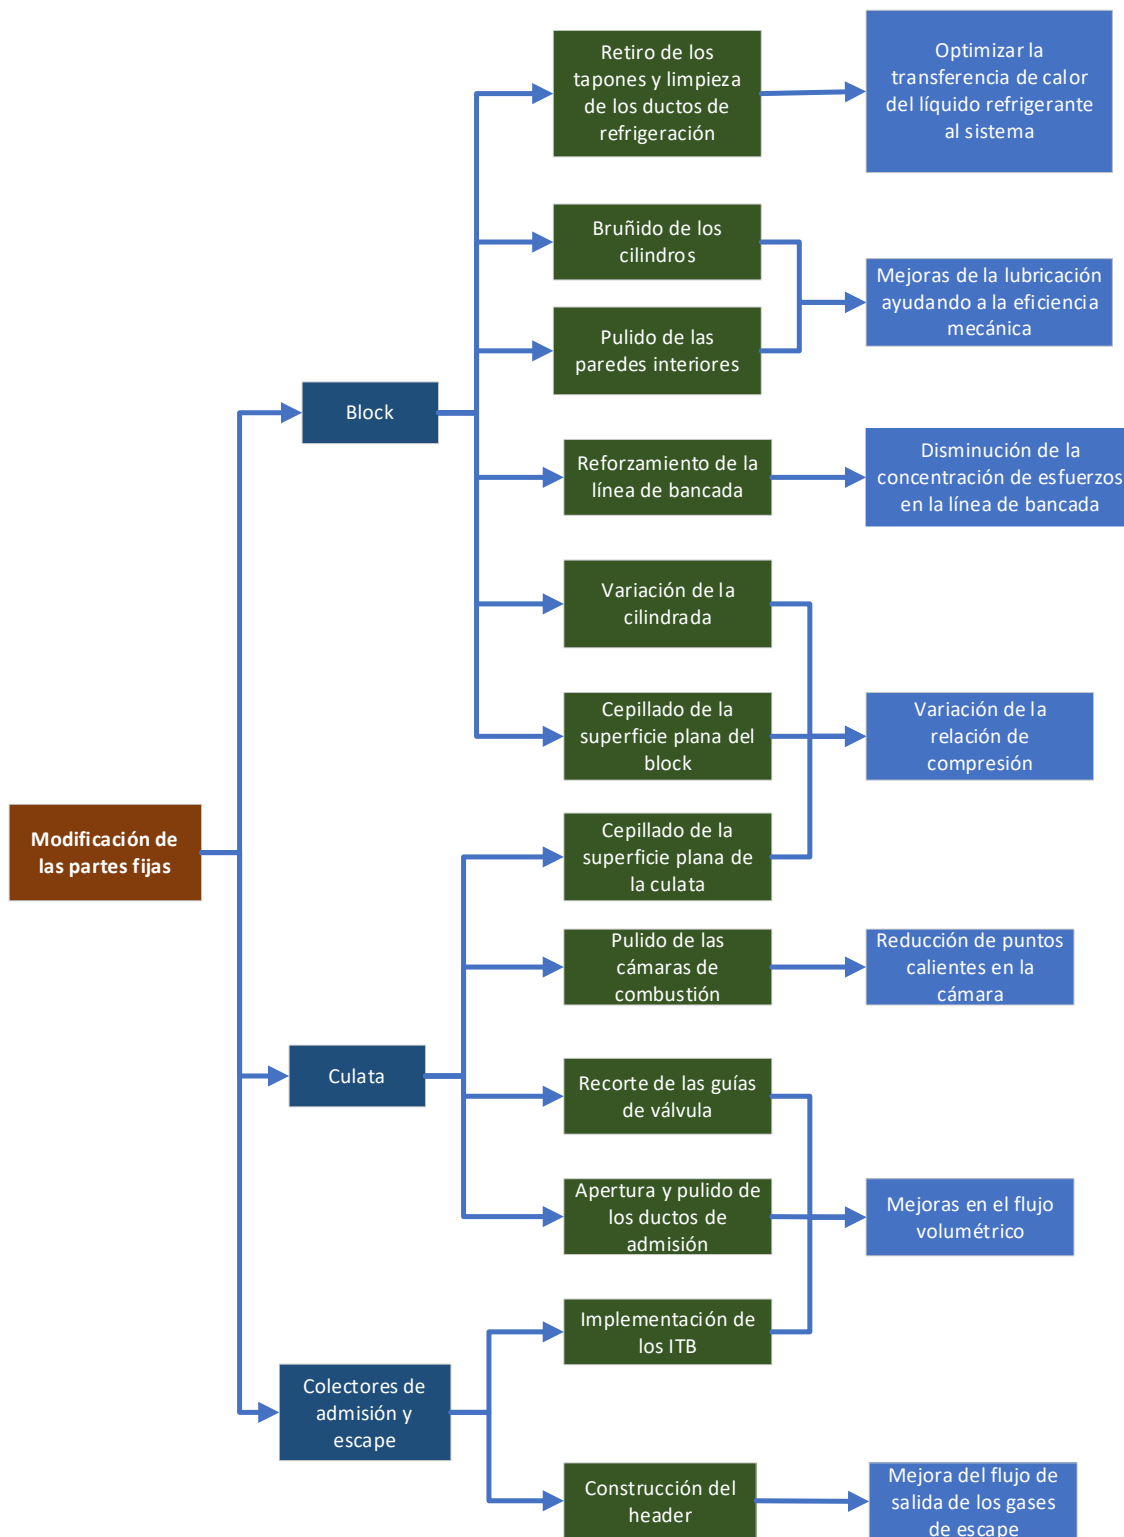 Retiro de los
tapones y limpieza
de los ductos de
refrigeración
Optimizar la
transferencia de calor
del líquido refrigerante
al sistema
Bruñido de los
cilindros
Pulido de las
paredes interiores
Mejoras de la lubricación
ayudando a la eficiencia
mecánica
Block
Reforzamiento de la
línea de bancada
Disminución de la
concentración de esfuerzos
en la línea de bancada
Variación de la
cilindrada
Cepillado de la
superficie plana del
block
Variación de la
relación de
compresión
Modificación de
las partes fijas
Cepillado de la
superficie plana de
la culata
Pulido de las
cámaras de
combustión
Reducción de puntos
calientes en la
cámara
Culata
Recorte de las guías
de válvula
Apertura y pulido de
los ductos de
admisión
Mejoras en el flujo
volumétrico
Implementación de
los ITB
Colectores de
admisión y
escape
Construcción del
header
Mejora del flujo de
salida de los gases
de escape